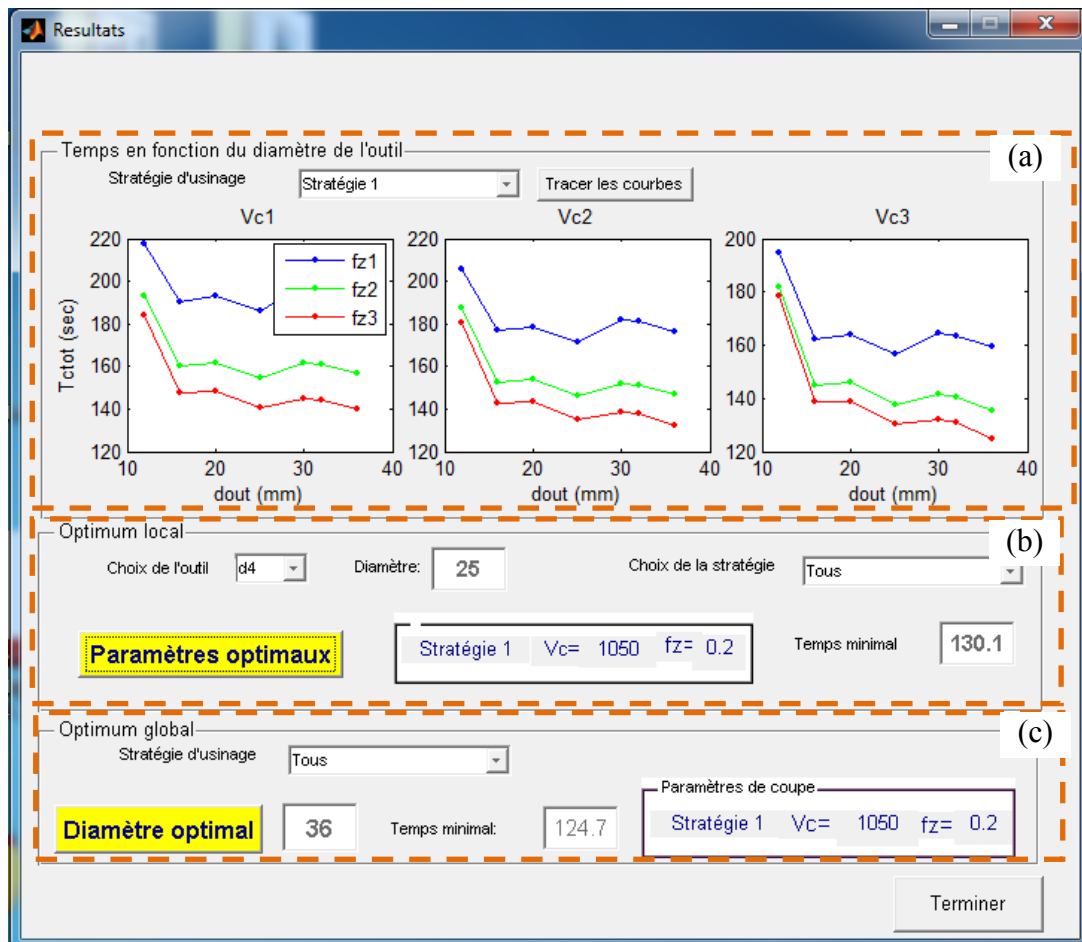 Resultats
(a)
Temps en fonction du diamètre de l'outil
Stratégie d'usinage Stratégie 1 Tracer les courbes
Vc1 Vc2 Vc3
220 220 200
200 200 180
180 180 160
160 160 140
140 140 120
120 120
Tctot (sec)
fz1
fz2
fz3
10 20 30 40 10 20 30 40 10 20 30 40
dout (mm) dout (mm) dout (mm)
(b)
Optimum local
Choix de l'outil d4 Diamètre: 25 Choix de la stratégie Tous
Paramètres optimaux Stratégie 1 Vc= 1050 fz= 0.2 Temps minimal 130.1
(c)
Optimum global
Stratégie d'usinage Tous
Paramètres de coupe
Diamètre optimal 36 Temps minimal: 124.7 Stratégie 1 Vc= 1050 fz= 0.2
Terminer